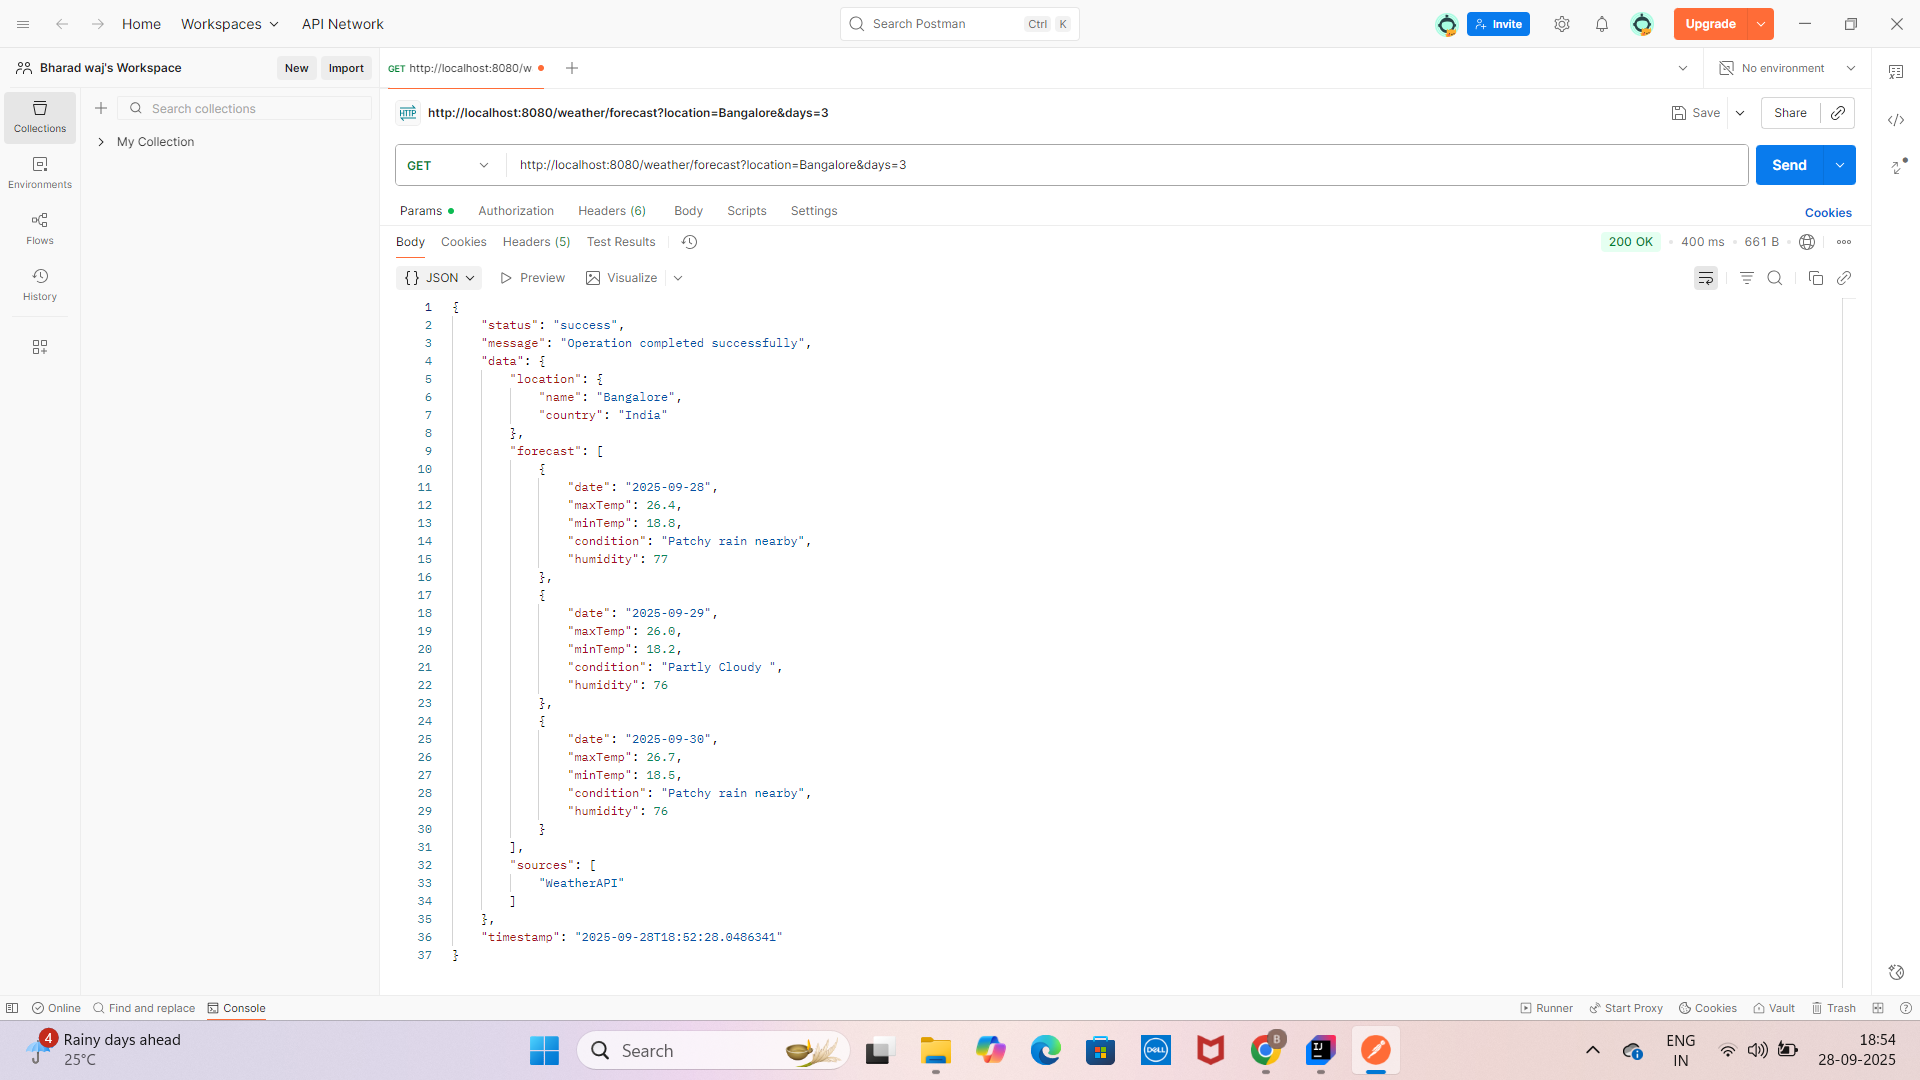 Home Workspaces API Network Search Postman Ctrl K Invite Upgrade
Bharad waj's Workspace New Import GET http://localhost:8080/w No environment
Collections
Search collections
My Collection
Environments
Flows
History
HTTP http://localhost:8080/weather/forecast?location=Bangalore&days=3 Save Share
GET http://localhost:8080/weather/forecast?location=Bangalore&days=3 Send
Params Authorization Headers (6) Body Scripts Settings Cookies
Body Cookies Headers (5) Test Results 200 OK 400 ms 661 B
{} JSON Preview Visualize
1 {
2 "status": "success",
3 "message": "Operation completed successfully",
4 "data": {
5 "location": {
6 "name": "Bangalore",
7 "country": "India"
8 },
9 "forecast": [
10 {
11 "date": "2025-09-28",
12 "maxTemp": 26.4,
13 "minTemp": 18.8,
14 "condition": "Patchy rain nearby",
15 "humidity": 77
16 },
17 {
18 "date": "2025-09-29",
19 "maxTemp": 26.0,
20 "minTemp": 18.2,
21 "condition": "Partly Cloudy ",
22 "humidity": 76
23 },
24 {
25 "date": "2025-09-30",
26 "maxTemp": 26.7,
27 "minTemp": 18.5,
28 "condition": "Patchy rain nearby",
29 "humidity": 76
30 }
31 ],
32 "sources": [
33 "WeatherAPI"
34 ]
35 },
36 "timestamp": "2025-09-28T18:52:28.0486341"
37 }
Online Find and replace Console Runner Start Proxy Cookies Vault Trash
4 Rainy days ahead
25°C
Search
DELL
B
IJ
ENG
IN
18:54
28-09-2025